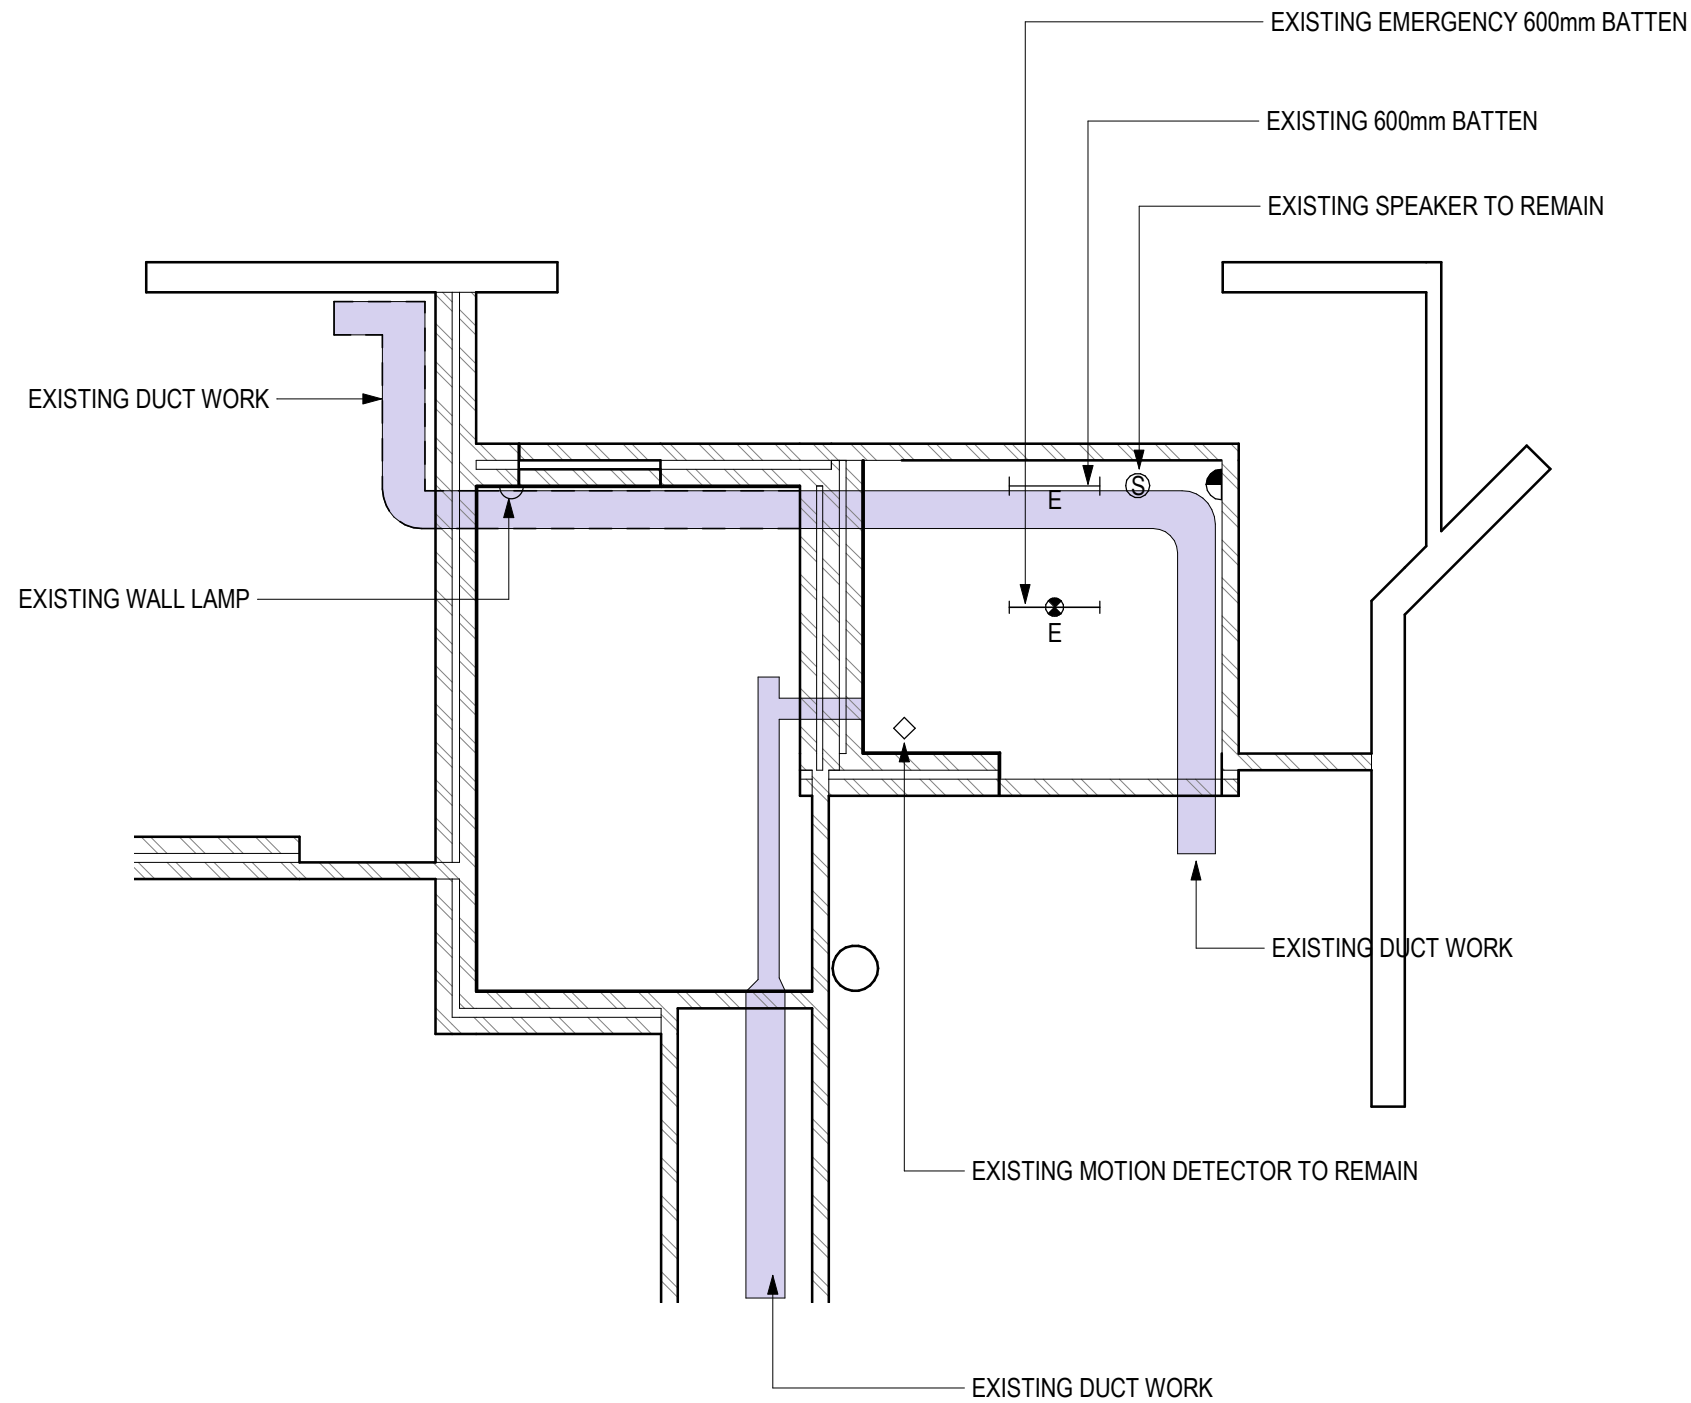 EXISTING EMERGENCY 600mm BATTEN
EXISTING 600mm BATTEN
EXISTING SPEAKER TO REMAIN
EXISTING DUCT WORK
S
E
EXISTING WALL LAMP
E
EXISTING DUCT WORK
EXISTING MOTION DETECTOR TO REMAIN
EXISTING DUCT WORK